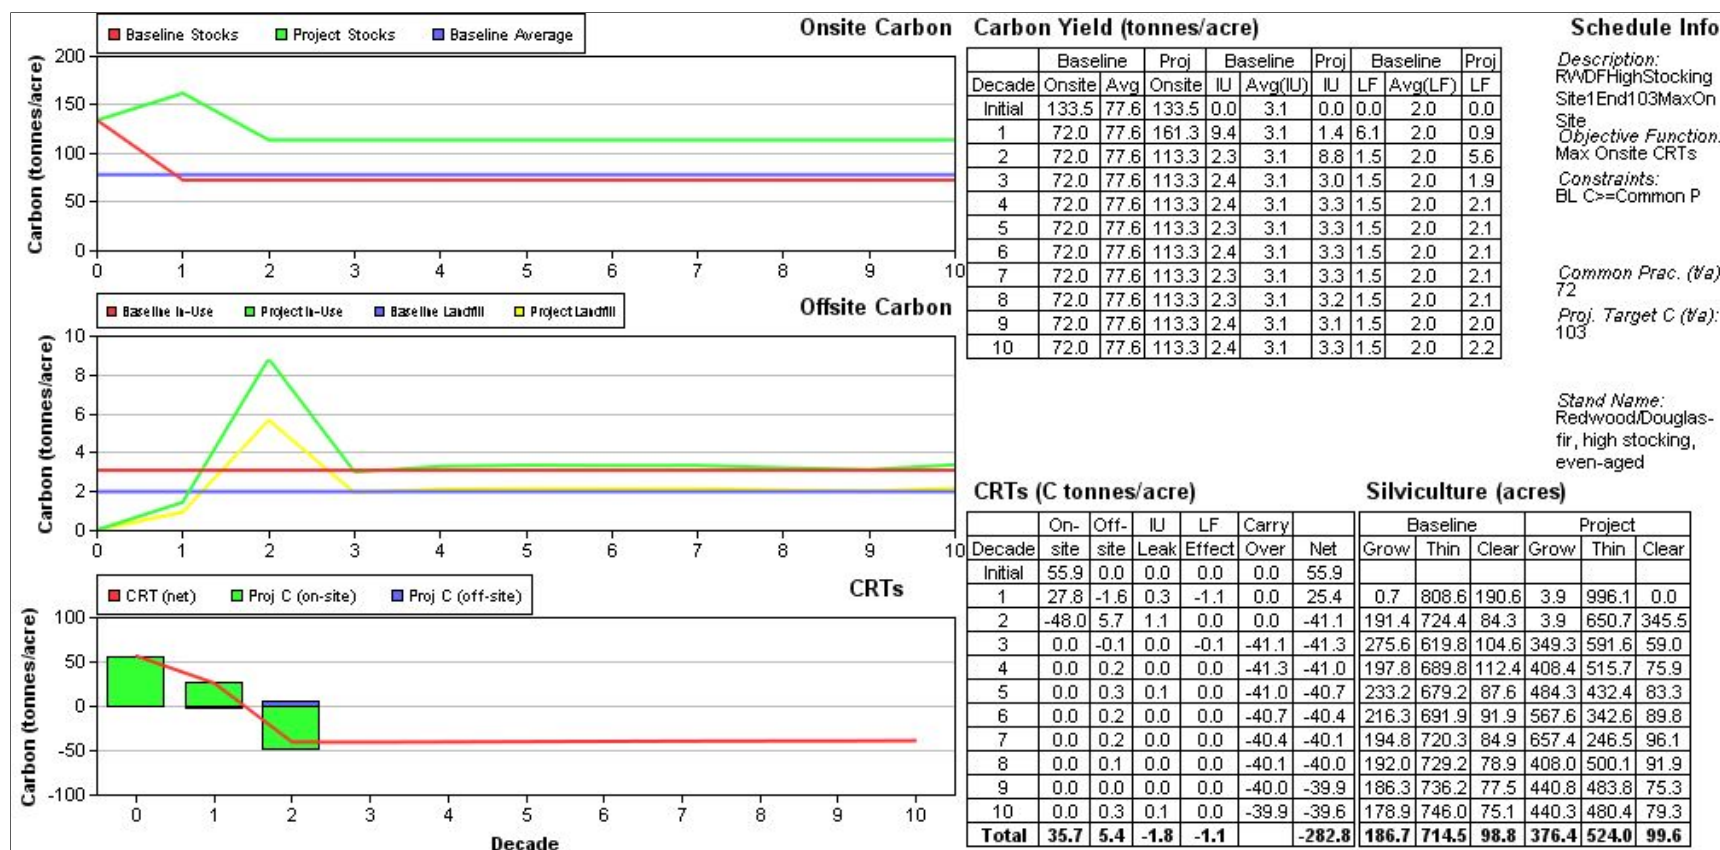 Baseline Stocks Project Stocks Baseline Average
Onsite Carbon
Carbon (tonnes/acre)
200
150
100
50
0
0 1 2 3 4 5 6 7 8 9 10
Baseline In-Use Project In-Use Baseline Landfill Project Landfill
Offsite Carbon
Carbon (tonnes/acre)
10
8
6
4
2
0
0 1 2 3 4 5 6 7 8 9 10
CRT (net) Proj C (on-site) Proj C (off-site)
CRTs
Carbon (tonnes/acre)
100
50
0
-50
-100
0 1 2 3 4 5 6 7 8 9 10
Decade
Carbon Yield (tonnes/acre)
Baseline Proj Baseline Proj Baseline Proj
Decade Onsite Avg Onsite IU Avg(IU) IU LF Avg(LF) LF
Initial 133.5 77.6 133.5 0.0 3.1 0.0 0.0 2.0 0.0
1 72.0 77.6 161.3 9.4 3.1 1.4 6.1 2.0 0.9
2 72.0 77.6 113.3 2.3 3.1 8.8 1.5 2.0 5.6
3 72.0 77.6 113.3 2.4 3.1 3.0 1.5 2.0 1.9
4 72.0 77.6 113.3 2.4 3.1 3.3 1.5 2.0 2.1
5 72.0 77.6 113.3 2.3 3.1 3.3 1.5 2.0 2.1
6 72.0 77.6 113.3 2.4 3.1 3.3 1.5 2.0 2.1
7 72.0 77.6 113.3 2.3 3.1 3.3 1.5 2.0 2.1
8 72.0 77.6 113.3 2.3 3.1 3.2 1.5 2.0 2.1
9 72.0 77.6 113.3 2.4 3.1 3.1 1.5 2.0 2.0
10 72.0 77.6 113.3 2.4 3.1 3.3 1.5 2.0 2.2
Schedule Info
Description:
RWDFHighStocking
Site1End103MaxOn
Site
Objective Function:
Max Onsite CRTs
Constraints:
BL C>=Common P
Common Prac. (t/a)
72
Proj. Target C (t/a):
103
Stand Name:
Redwood/Douglas-
fir, high stocking,
even-aged
CRTs (C tonnes/acre)
On- Off- IU LF Carry
Decade site site Leak Effect Over Net
Initial 55.9 0.0 0.0 0.0 0.0 55.9
1 27.8 -1.6 0.3 -1.1 0.0 25.4
2 -48.0 5.7 1.1 0.0 0.0 -41.1
3 0.0 -0.1 0.0 -0.1 -41.1 -41.3
4 0.0 0.2 0.0 0.0 -41.3 -41.0
5 0.0 0.3 0.1 0.0 -41.0 -40.7
6 0.0 0.2 0.0 0.0 -40.7 -40.4
7 0.0 0.2 0.0 0.0 -40.4 -40.1
8 0.0 0.1 0.0 0.0 -40.1 -40.0
9 0.0 0.0 0.0 0.0 -40.0 -39.9
10 0.0 0.3 0.1 0.0 -39.9 -39.6
Total 35.7 5.4 -1.8 -1.1 -282.8
Silviculture (acres)
Baseline Project
Grow Thin Clear Grow Thin Clear
0.7 808.6 190.6 3.9 996.1 0.0
191.4 724.4 84.3 3.9 650.7 345.5
275.6 619.8 104.6 349.3 591.6 59.0
197.8 689.8 112.4 408.4 515.7 75.9
233.2 679.2 87.6 484.3 432.4 83.3
216.3 691.9 91.9 567.6 342.6 89.8
194.8 720.3 84.9 657.4 246.5 96.1
192.0 729.2 78.9 408.0 500.1 91.9
186.3 736.2 77.5 440.8 483.8 75.3
178.9 746.0 75.1 440.3 480.4 79.3
186.7 714.5 98.8 376.4 524.0 99.6